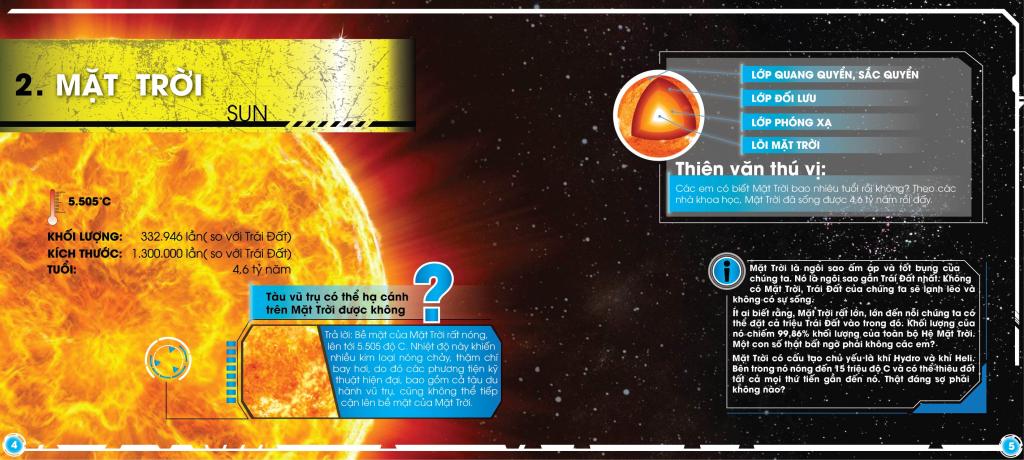 2. MẶT TRỜI
SUN
5.505°C
KHỐI LƯỢNG: 332.946 lần( so với Trái Đất)
KÍCH THƯỚC: 1.300.000 lần( so với Trái Đất)
TUỔI: 4,6 tỷ năm
Tàu vũ trụ có thể hạ cánh
trên Mặt Trời được không
?
Trả lời: Bề mặt của Mặt Trời rất nóng,
lên tới 5.505 độ C. Nhiệt độ này khiến
nhiều kim loại nóng chảy, thậm chí
bay hơi, do đó các phương tiện kỹ
thuật hiện đại, bao gồm cả tàu du
hành vũ trụ, cũng không thể tiếp
cận lên bề mặt của Mặt Trời.
4
LỚP QUANG QUYỂN, SẮC QUYỂN
LỚP ĐỐI LƯU
LỚP PHÓNG XẠ
LÕI MẶT TRỜI
Thiên văn thú vị:
Các em có biết Mặt Trời bao nhiêu tuổi rồi không? Theo các
nhà khoa học, Mặt Trời đã sống được 4,6 tỷ năm rồi đấy.
i
Mặt Trời là ngôi sao ấm áp và tốt bụng của
chúng ta. Nó là ngôi sao gần Trái Đất nhất. Không
có Mặt Trời, Trái Đất của chúng ta sẽ lạnh lẽo và
không có sự sống.
Ít ai biết rằng, Mặt Trời rất lớn, lớn đến nỗi chúng ta có
thể đặt cả triệu Trái Đất vào trong đó. Khối lượng của
nó chiếm 99.86% khối lượng của toàn bộ Hệ Mặt Trời.
Một con số thật bất ngờ phải không các em?
Mặt Trời có cấu tạo chủ yếu là khí Hydro và khí Heli.
Bên trong nó nóng đến 15 triệu độ C và có thể thiêu đốt
tất cả mọi thứ tiến gần đến nó. Thật đáng sợ phải
không nào?
5